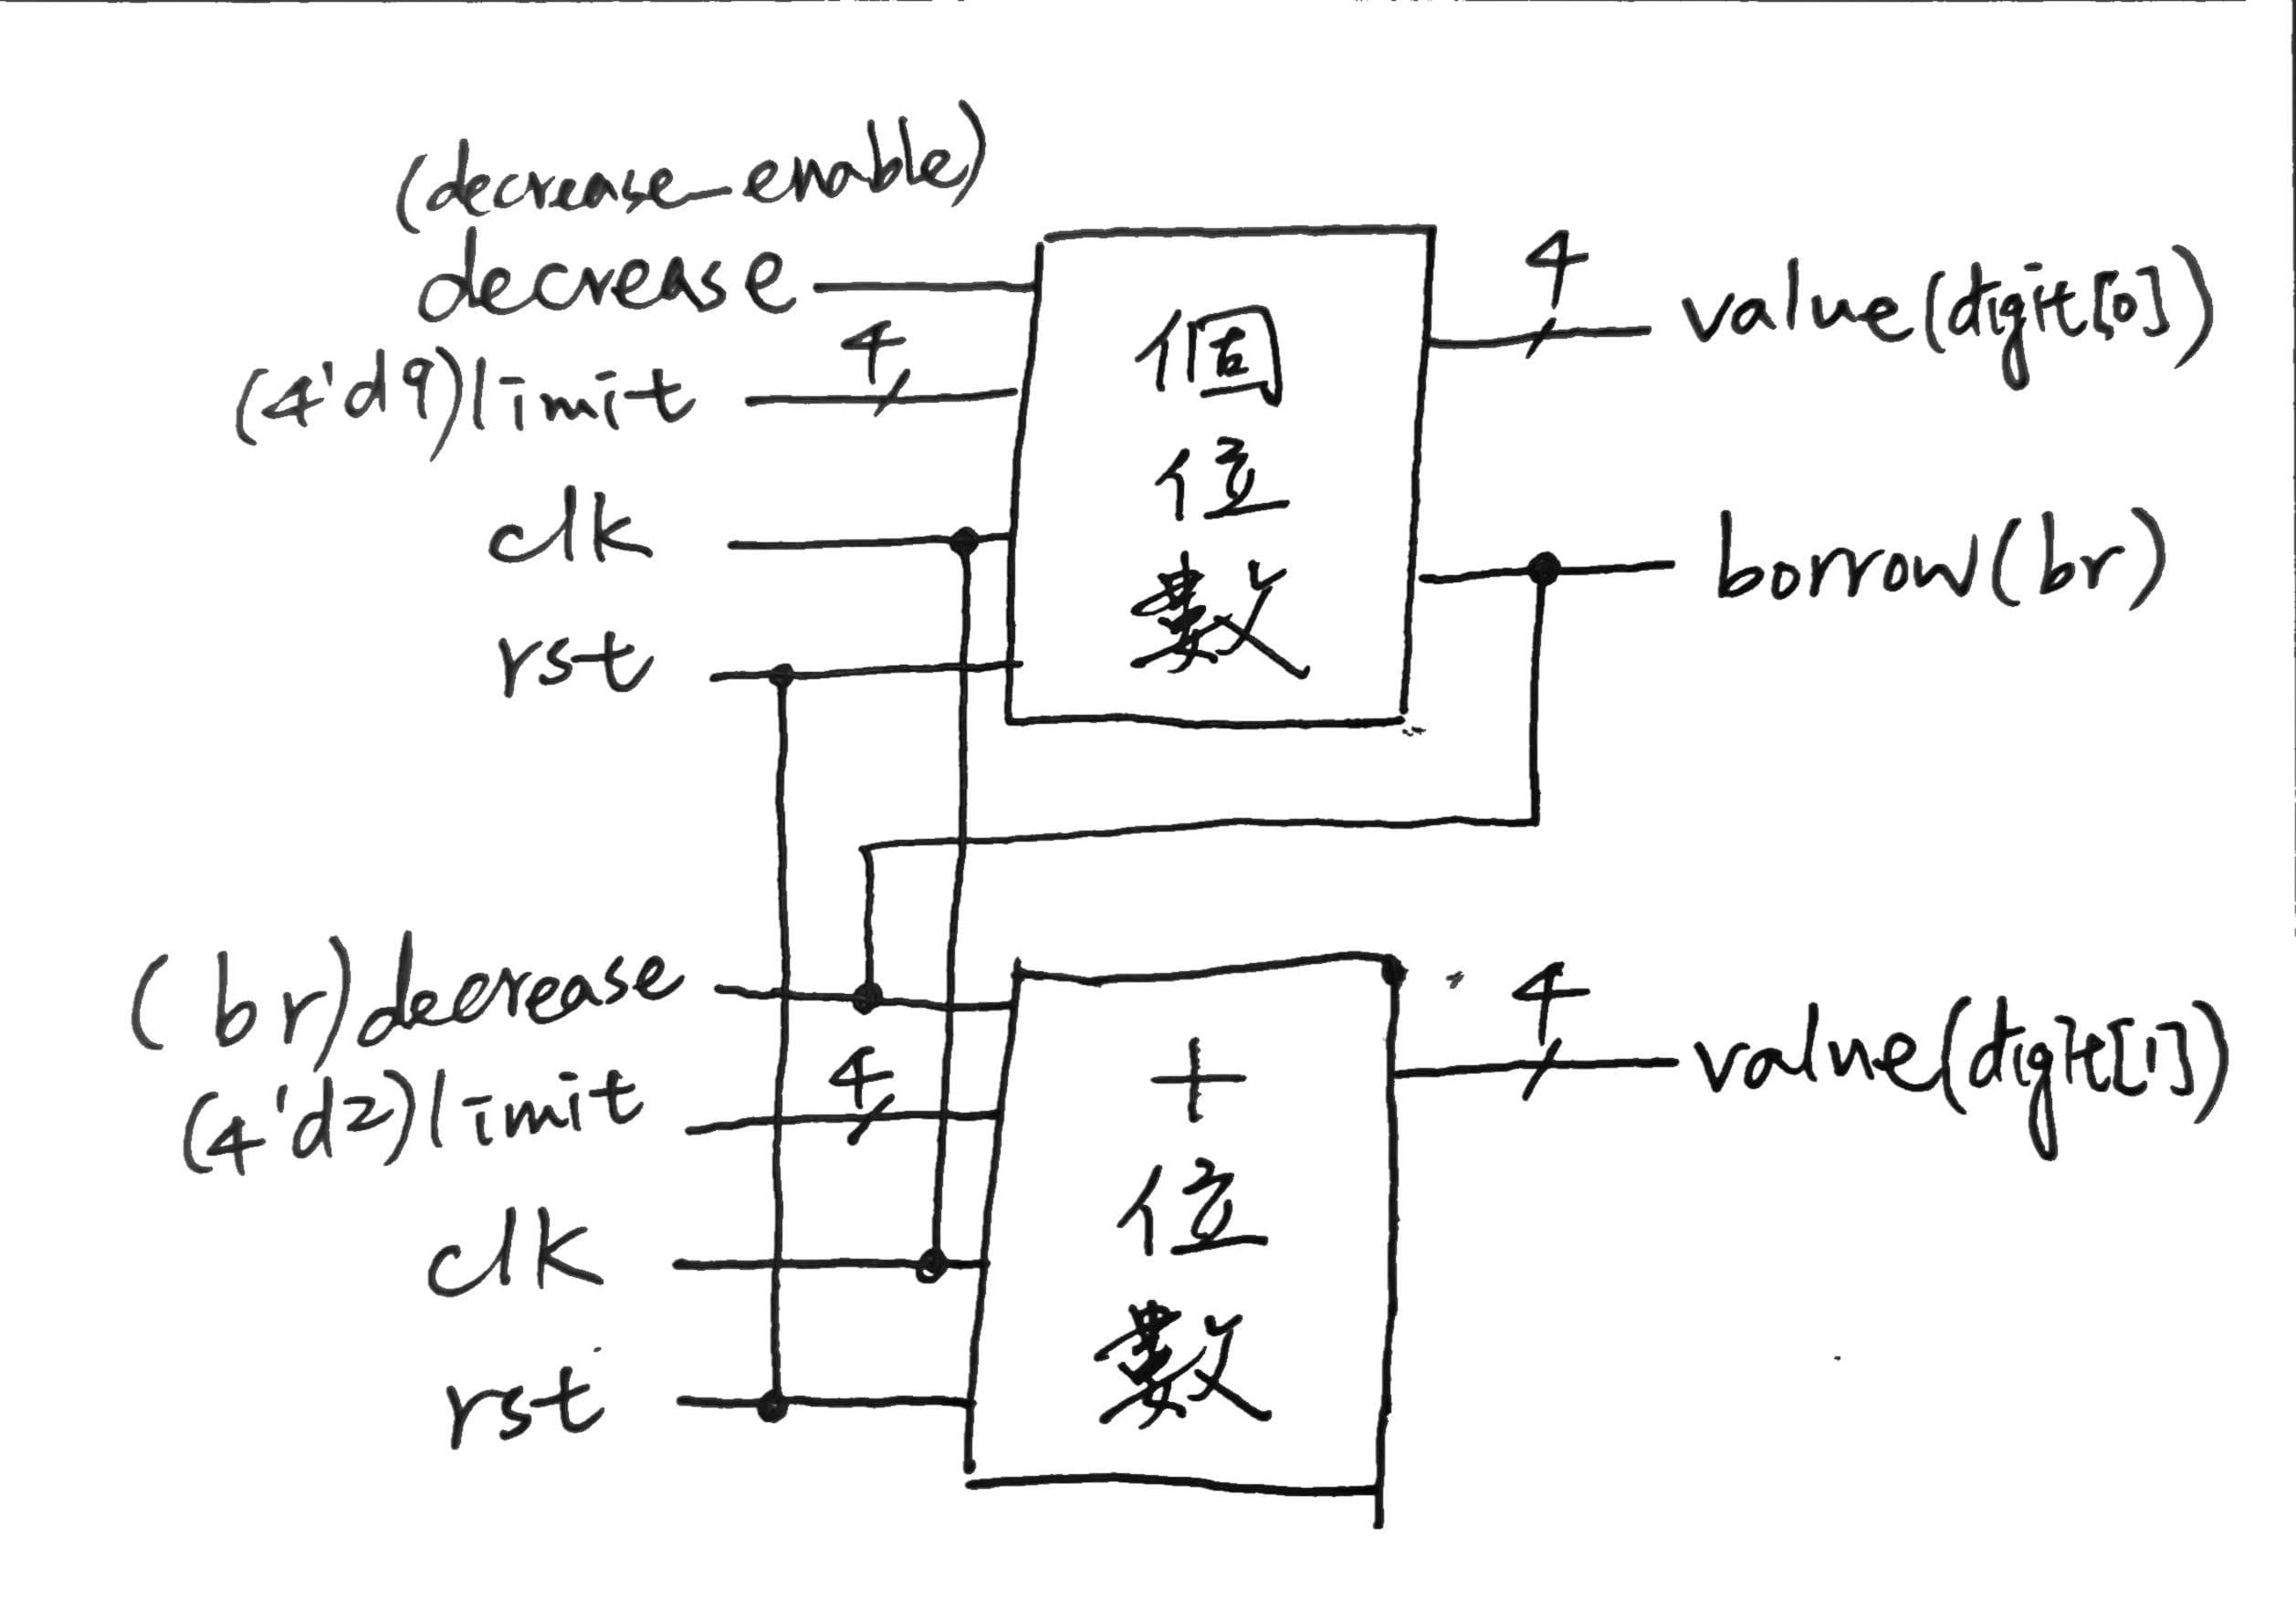 (decrease_enable)
decrease
4
(4'd9)limit
clk
rst
個
位
數
4
value(digit[0])
borrow(br)
(br)decrease
4
(4'd2)limit
clk
rst
十
位
數
4
value(digit[1])